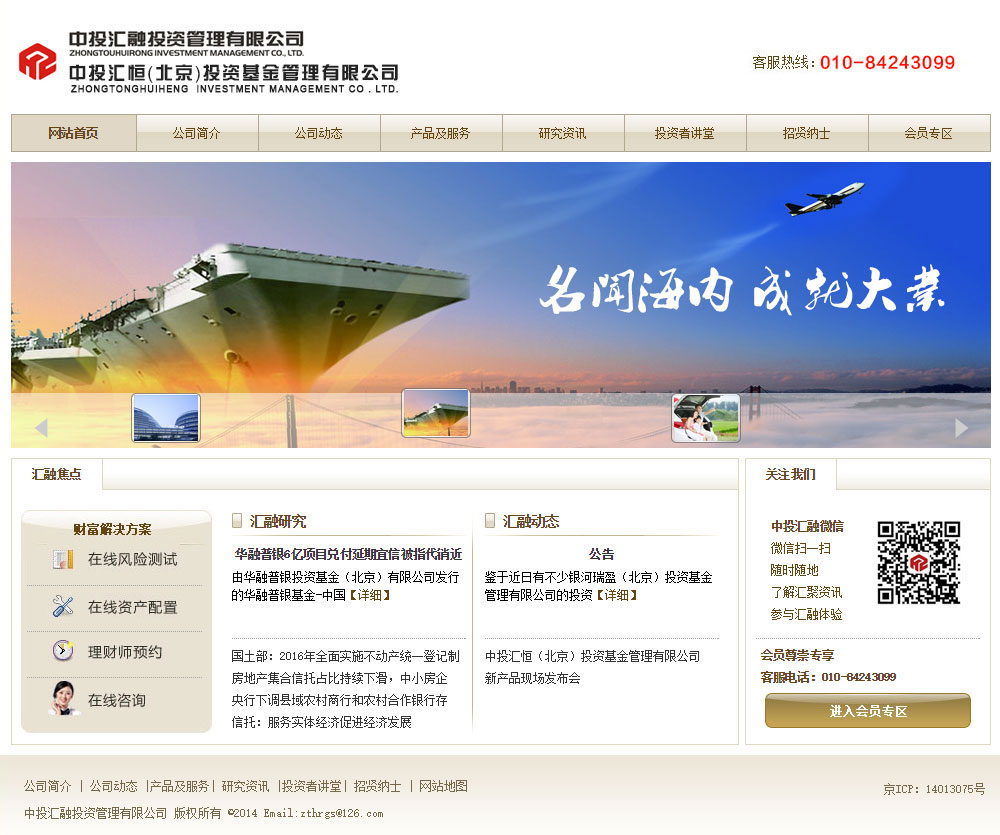 中投汇融投资管理有限公司
ZHONGTOUHUIRONG INVESTMENT MANAGEMENT CO., LTD.
中投汇恒(北京)投资基金管理有限公司
ZHONGTONGHUIHENG INVESTMENT MANAGEMENT CO . LTD.
客服热线：010-84243099
网站首页 公司简介 公司动态 产品及服务 研究资讯 投资者讲堂 招贤纳士 会员专区
名闻海内 成就大業
汇融焦点
财富解决方案
在线风险测试
在线资产配置
理财师预约
在线咨询
汇融研究
华融普银6亿项目兑付延期宜信被指代销近
由华融普银投资基金（北京）有限公司发行
的华融普银基金-中国【详细】
国土部：2016年全面实施不动产统一登记制
房地产集合信托占比持续下滑，中小房企
央行下调县域农村商行和农村合作银行存
信托：服务实体经济促进经济发展
汇融动态
公告
鉴于近日有不少银河瑞盈（北京）投资基金
管理有限公司的投资【详细】
中投汇恒（北京）投资基金管理有限公司
新产品现场发布会
关注我们
中投汇融微信
微信扫一扫
随时随地
了解汇聚资讯
参与汇融体验
会员尊崇专享
客服电话：010-84243099
进入会员专区
公司简介 | 公司动态 |产品及服务| 研究资讯 |投资者讲堂| 招贤纳士 | 网站地图
京ICP：14013075号
中投汇融投资管理有限公司 版权所有 ©2014 Email:zthrgs@126.com